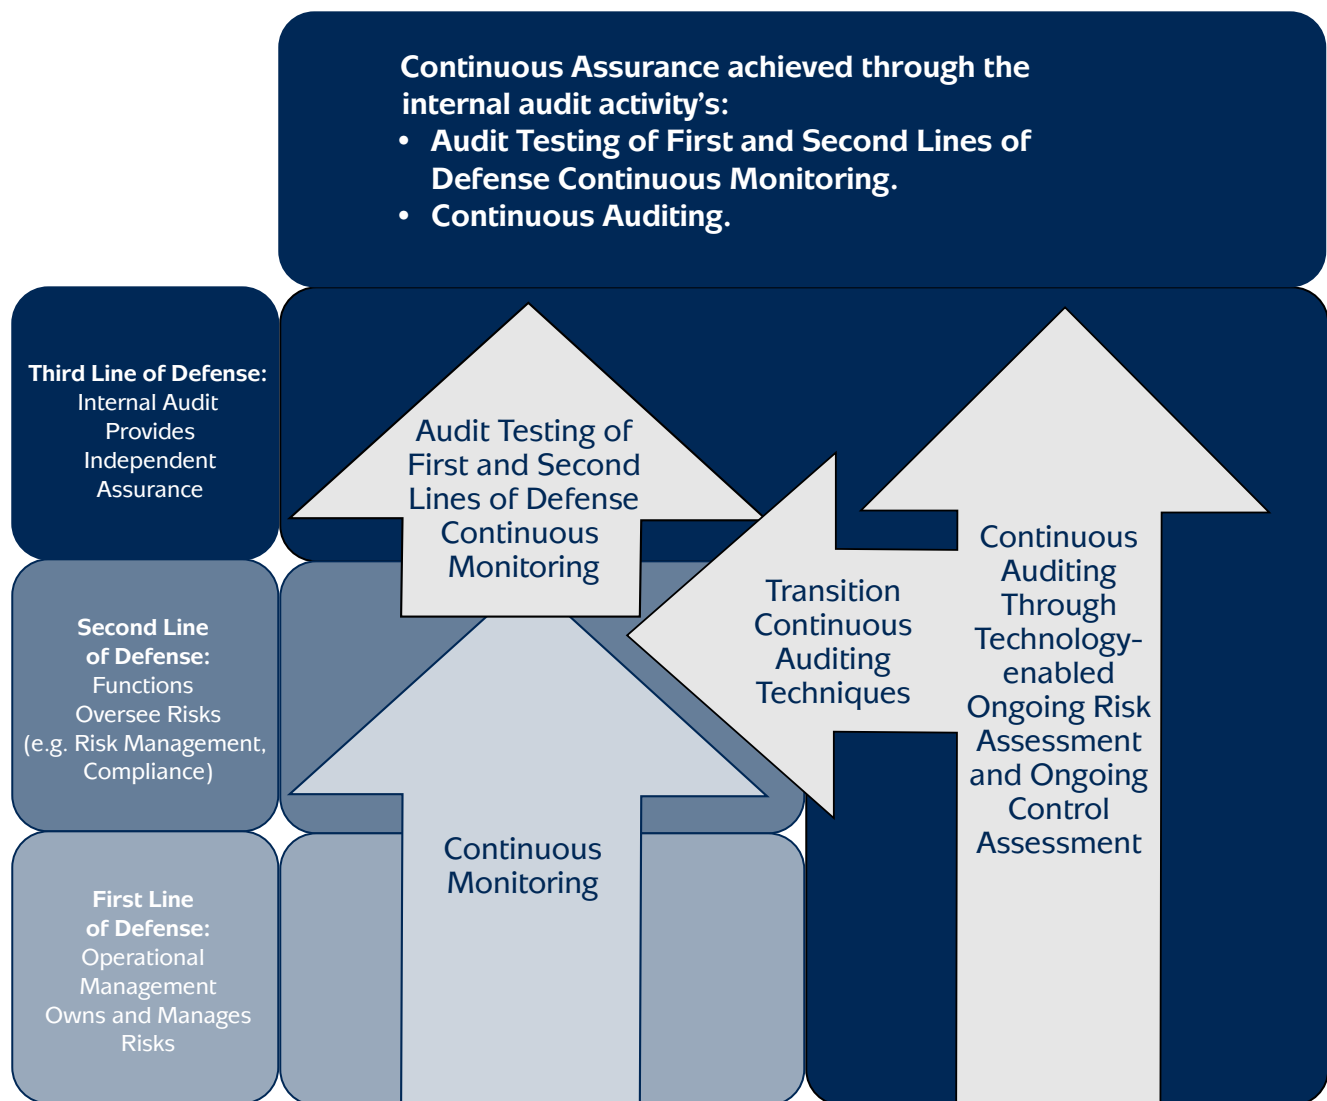 Continuous Assurance achieved through the
internal audit activity’s:
• Audit Testing of First and Second Lines of
Defense Continuous Monitoring.
• Continuous Auditing.
Third Line of Defense:
Internal Audit
Provides
Independent
Assurance
Audit Testing of
First and Second
Lines of Defense
Continuous
Monitoring
Continuous
Auditing
Through
Technology-
enabled
Ongoing Risk
Assessment
and Ongoing
Control
Assessment
Transition
Continuous
Auditing
Techniques
Second Line
of Defense:
Functions
Oversee Risks
(e.g. Risk Management,
Compliance)
Continuous
Monitoring
First Line
of Defense:
Operational
Management
Owns and Manages
Risks